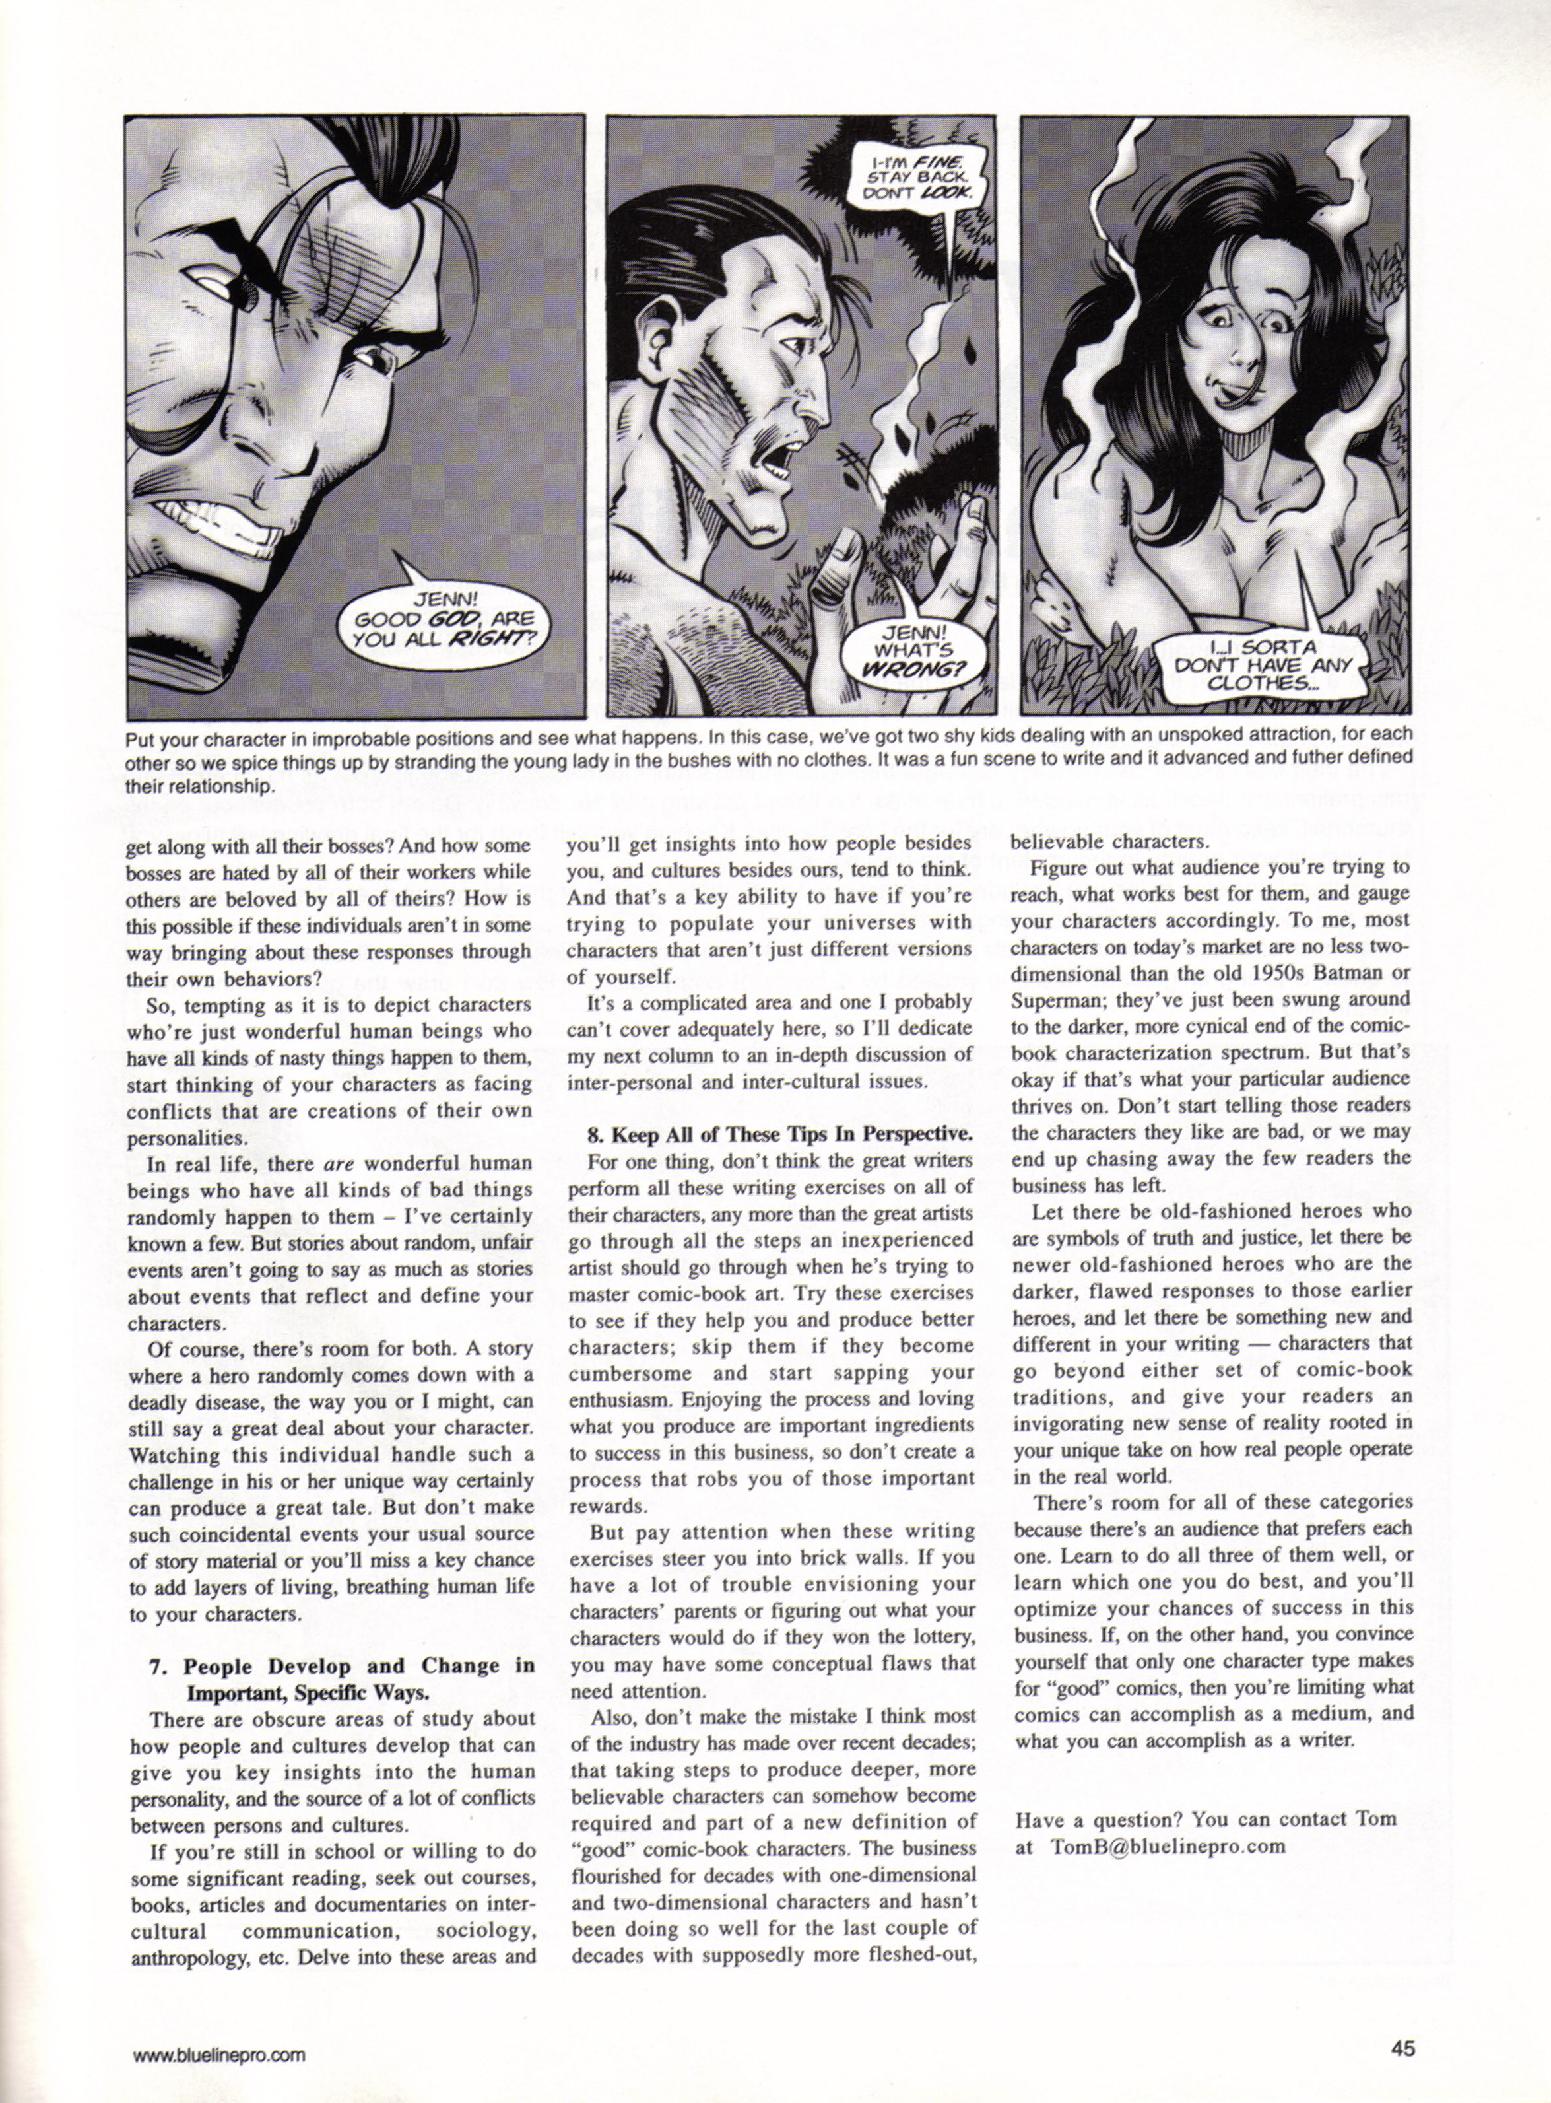 I-I'M FINE.
STAY BACK.
DON'T LOOK.
JENN!
GOOD GOD, ARE
YOU ALL RIGHT?
JENN!
WHAT'S
WRONG?
I...I SORTA
DON'T HAVE ANY
CLOTHES...
Put your character in improbable positions and see what happens. In this case, we've got two shy kids dealing with an unspoked attraction, for each
other so we spice things up by stranding the young lady in the bushes with no clothes. It was a fun scene to write and it advanced and futher defined
their relationship.
get along with all their bosses? And how some
bosses are hated by all of their workers while
others are beloved by all of theirs? How is
this possible if these individuals aren't in some
way bringing about these responses through
their own behaviors?
So, tempting as it is to depict characters
who're just wonderful human beings who
have all kinds of nasty things happen to them,
start thinking of your characters as facing
conflicts that are creations of their own
personalities.
In real life, there are wonderful human
beings who have all kinds of bad things
randomly happen to them – I've certainly
known a few. But stories about random, unfair
events aren't going to say as much as stories
about events that reflect and define your
characters.
Of course, there's room for both. A story
where a hero randomly comes down with a
deadly disease, the way you or I might, can
still say a great deal about your character.
Watching this individual handle such a
challenge in his or her unique way certainly
can produce a great tale. But don't make
such coincidental events your usual source
of story material or you'll miss a key chance
to add layers of living, breathing human life
to your characters.
7. People Develop and Change in
Important, Specific Ways.
There are obscure areas of study about
how people and cultures develop that can
give you key insights into the human
personality, and the source of a lot of conflicts
between persons and cultures.
If you're still in school or willing to do
some significant reading, seek out courses,
books, articles and documentaries on inter-
cultural communication, sociology,
anthropology, etc. Delve into these areas and
you'll get insights into how people besides
you, and cultures besides ours, tend to think.
And that's a key ability to have if you're
trying to populate your universes with
characters that aren't just different versions
of yourself.
It's a complicated area and one I probably
can't cover adequately here, so I'll dedicate
my next column to an in-depth discussion of
inter-personal and inter-cultural issues.
8. Keep All of These Tips In Perspective.
For one thing, don't think the great writers
perform all these writing exercises on all of
their characters, any more than the great artists
go through all the steps an inexperienced
artist should go through when he's trying to
master comic-book art. Try these exercises
to see if they help you and produce better
characters; skip them if they become
cumbersome and start sapping your
enthusiasm. Enjoying the process and loving
what you produce are important ingredients
to success in this business, so don't create a
process that robs you of those important
rewards.
But pay attention when these writing
exercises steer you into brick walls. If you
have a lot of trouble envisioning your
characters' parents or figuring out what your
characters would do if they won the lottery,
you may have some conceptual flaws that
need attention.
Also, don't make the mistake I think most
of the industry has made over recent decades;
that taking steps to produce deeper, more
believable characters can somehow become
required and part of a new definition of
“good” comic-book characters. The business
flourished for decades with one-dimensional
and two-dimensional characters and hasn't
been doing so well for the last couple of
decades with supposedly more fleshed-out,
believable characters.
Figure out what audience you're trying to
reach, what works best for them, and gauge
your characters accordingly. To me, most
characters on today's market are no less two-
dimensional than the old 1950s Batman or
Superman; they've just been swung around
to the darker, more cynical end of the comic-
book characterization spectrum. But that's
okay if that's what your particular audience
thrives on. Don't start telling those readers
the characters they like are bad, or we may
end up chasing away the few readers the
business has left.
Let there be old-fashioned heroes who
are symbols of truth and justice, let there be
newer old-fashioned heroes who are the
darker, flawed responses to those earlier
heroes, and let there be something new and
different in your writing — characters that
go beyond either set of comic-book
traditions, and give your readers an
invigorating new sense of reality rooted in
your unique take on how real people operate
in the real world.
There's room for all of these categories
because there's an audience that prefers each
one. Learn to do all three of them well, or
learn which one you do best, and you'll
optimize your chances of success in this
business. If, on the other hand, you convince
yourself that only one character type makes
for “good” comics, then you're limiting what
comics can accomplish as a medium, and
what you can accomplish as a writer.
Have a question? You can contact Tom
at TomB@bluelinepro.com
www.bluelinepro.com
45